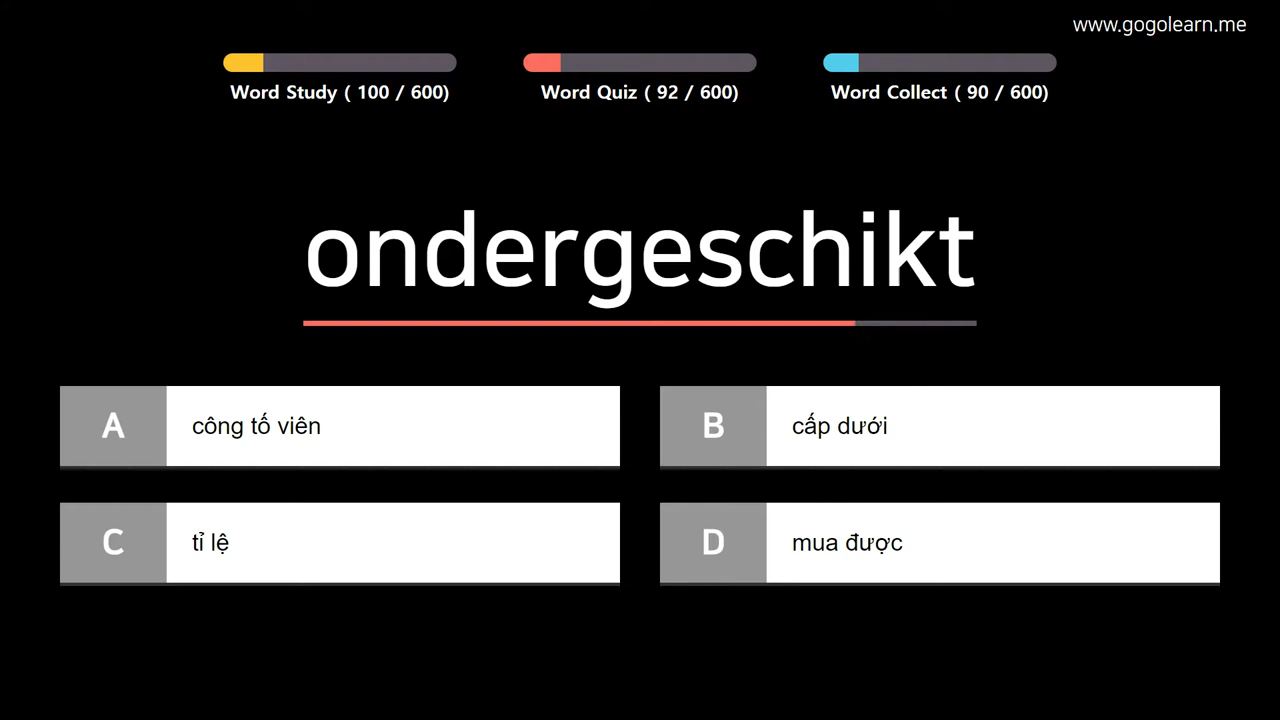 www.gogolearn.me
Word Study ( 100 / 600)
Word Quiz ( 92 / 600)
Word Collect ( 90 / 600)
ondergeschikt
A công tố viên
B cấp dưới
C tỉ lệ
D mua được